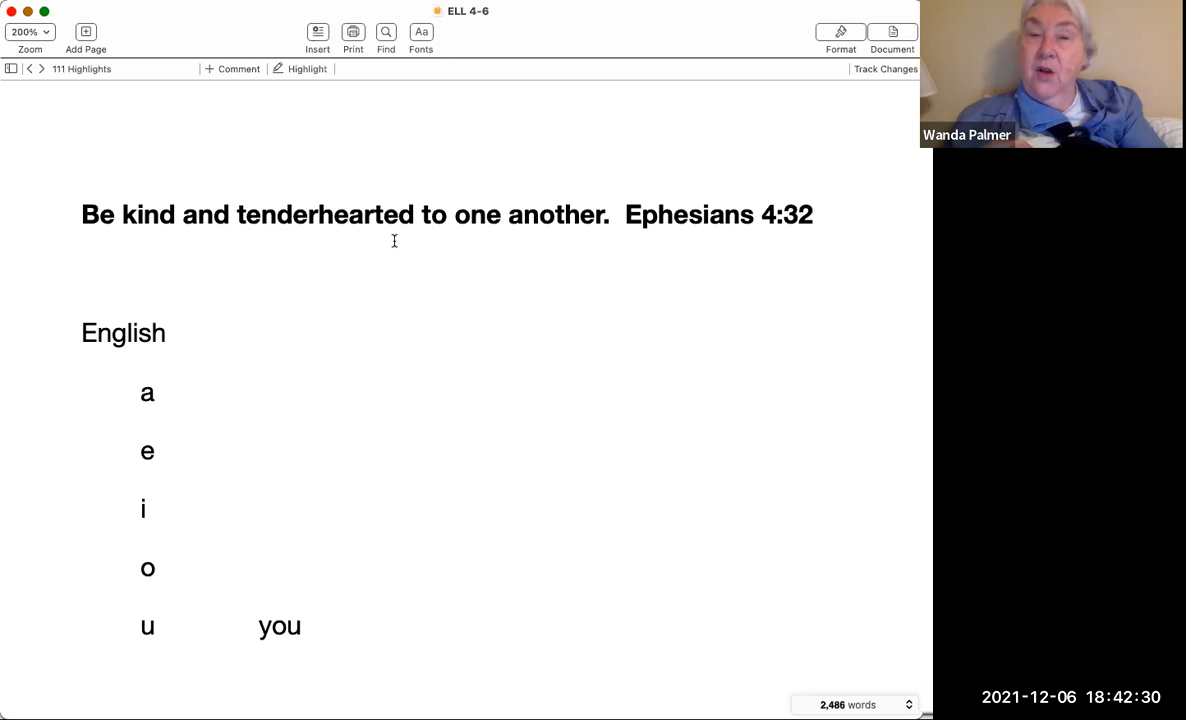 ELL 4-6
200%
Zoom
Add Page
Insert
Print
Find
Aa
Fonts
Format
Document
111 Highlights
+ Comment
Highlight
Track Changes
Wanda Palmer
Be kind and tenderhearted to one another. Ephesians 4:32
English
a
e
i
o
u you
2,486 words
2021-12-06 18:42:30